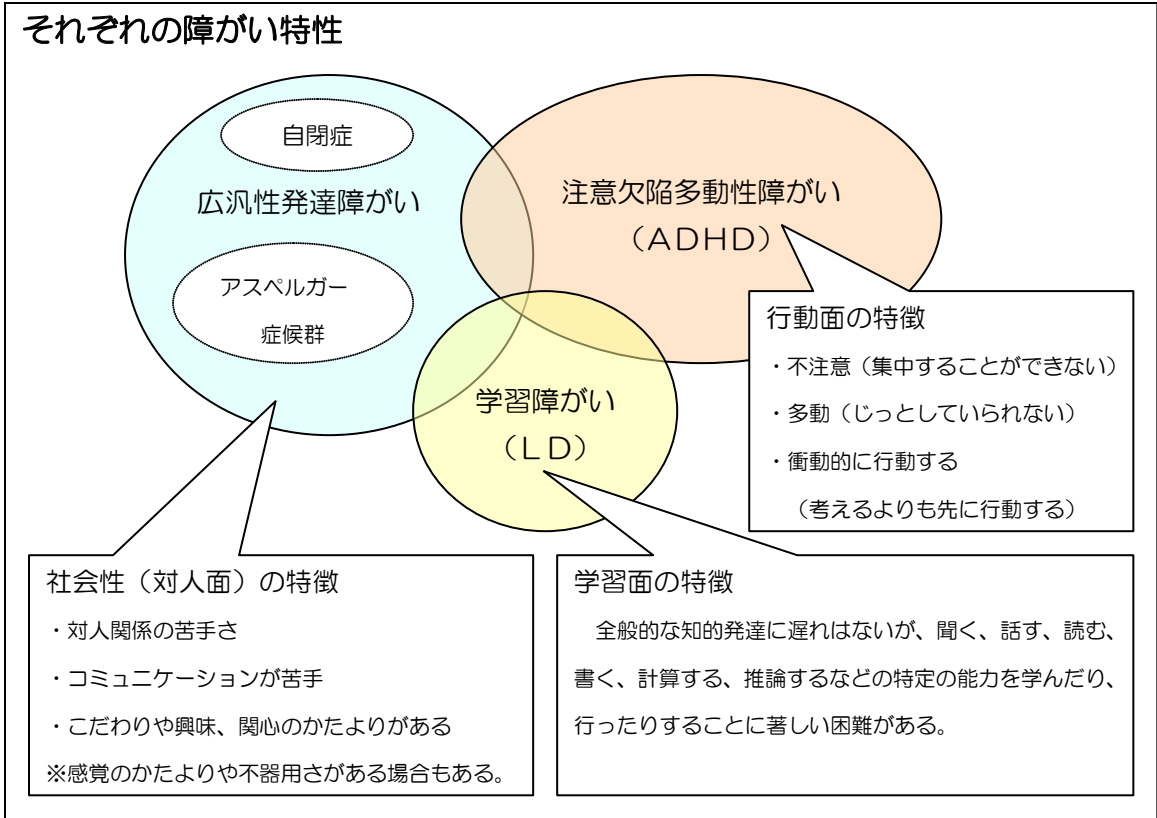 それぞれの障がい特性
自閉症
広汎性発達障がい
アスペルガー
症候群
注意欠陥多動性障がい
（ＡＤＨＤ）
学習障がい
（ＬＤ）
行動面の特徴
・不注意（集中することができない）
・多動（じっとしていられない）
・衝動的に行動する
（考えるよりも先に行動する）
社会性（対人面）の特徴
・対人関係の苦手さ
・コミュニケーションが苦手
・こだわりや興味、関心のかたよりがある
※感覚のかたよりや不器用さがある場合もある。
学習面の特徴
全般的な知的発達に遅れはないが、聞く、話す、読む、
書く、計算する、推論するなどの特定の能力を学んだり、
行ったりすることに著しい困難がある。